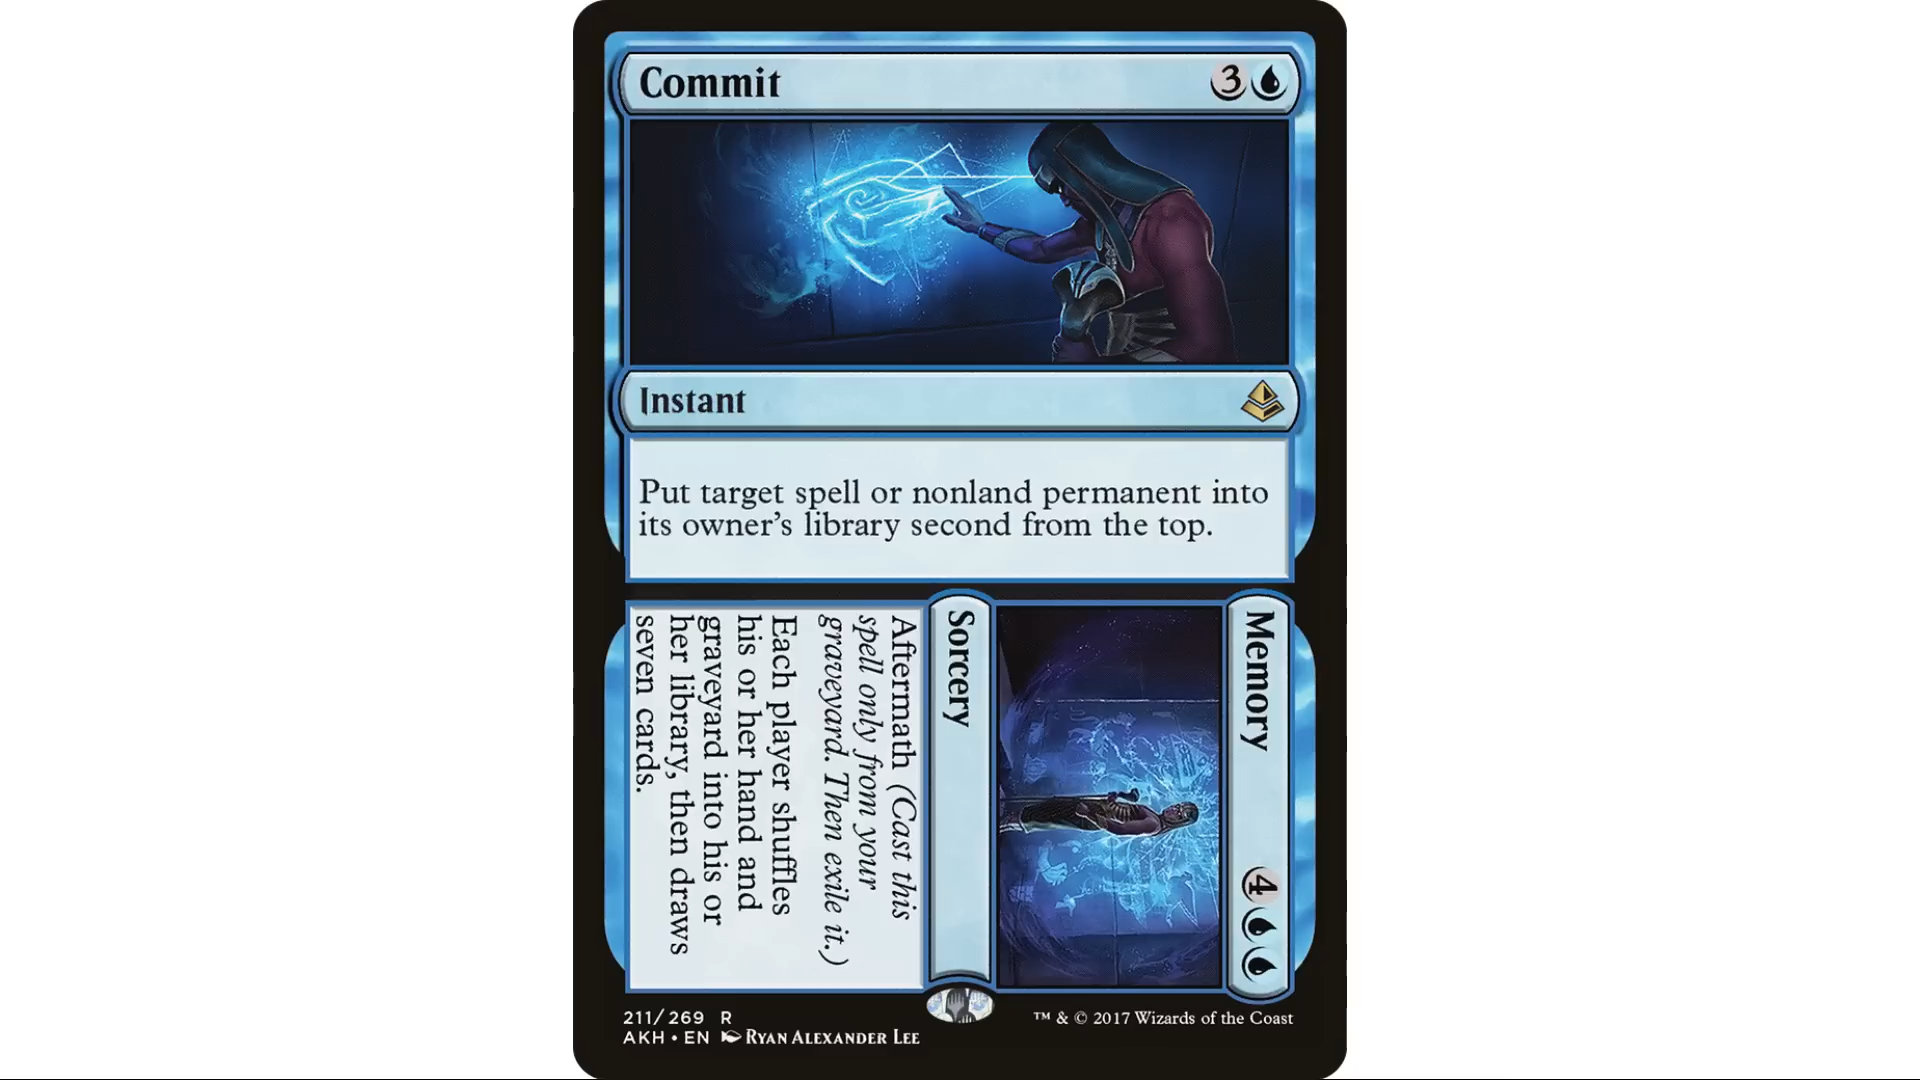 Commit 3
Instant
Put target spell or nonland permanent into
its owner's library second from the top.
Memory 4
Sorcery
Aftermath (Cast this
spell only from your
graveyard. Then exile it.)
Each player shuffles
his or her hand and
graveyard into his or
her library, then draws
seven cards.
211/269 R
AKH • EN Ryan Alexander Lee
™ & © 2017 Wizards of the Coast